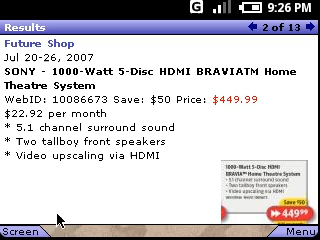 G 9:26 PM
Results 2 of 13
Future Shop
Jul 20-26, 2007
SONY - 1000-Watt 5-Disc HDMI BRAVIATM Home
Theatre System
WebID: 10086673 Save: $50 Price: $449.99
$22.92 per month
* 5.1 channel surround sound
* Two tallboy front speakers
* Video upscaling via HDMI
1000-Watt 5-Disc HDMI
BRAVIA™ Home Theatre System
• 5.1 channel surround sound
• Two tallboy front speakers
• Video upscaling via HDMI
Save $50
449.99
Screen Menu